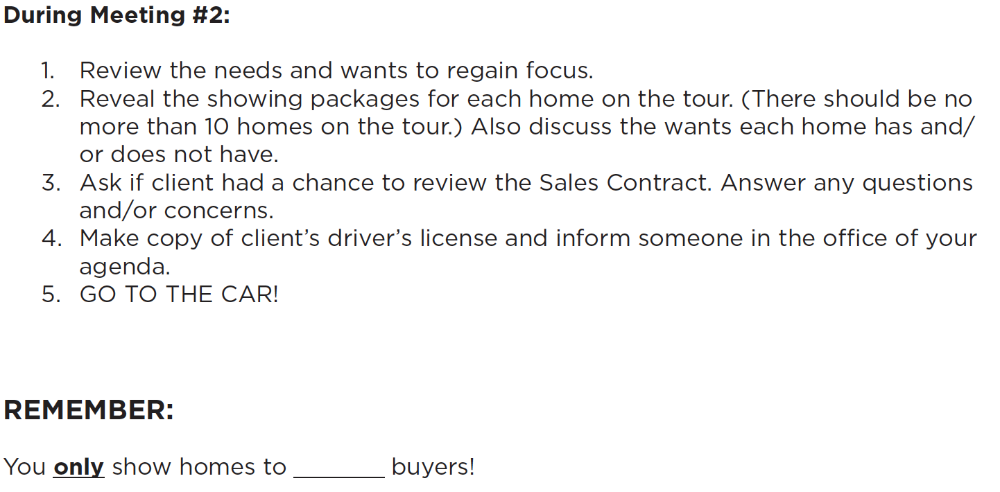 During Meeting #2:
1. Review the needs and wants to regain focus.
2. Reveal the showing packages for each home on the tour. (There should be no
more than 10 homes on the tour.) Also discuss the wants each home has and/
or does not have.
3. Ask if client had a chance to review the Sales Contract. Answer any questions
and/or concerns.
4. Make copy of client’s driver’s license and inform someone in the office of your
agenda.
5. GO TO THE CAR!
REMEMBER:
You only show homes to ________ buyers!